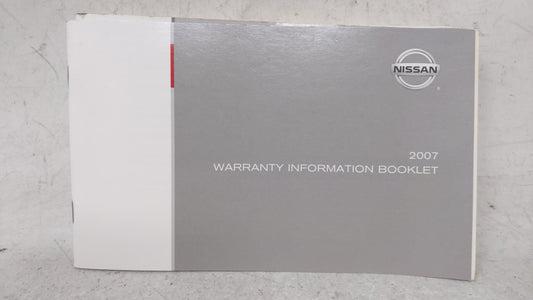 NISSAN
2007
WARRANTY INFORMATION BOOKLET